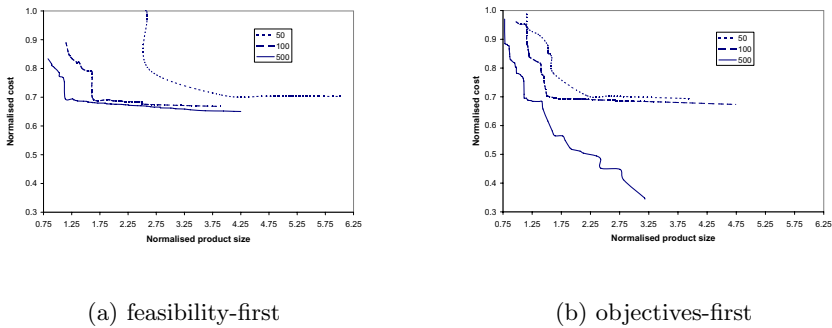 1.0
0.9
0.8
0.7
0.6
0.5
0.4
0.3
Normalised cost
50
100
500
0.75 1.25 1.75 2.25 2.75 3.25 3.75 4.25 4.75 5.25 5.75 6.25
Normalised product size
(a) feasibility-first
1.0
0.9
0.8
0.7
0.6
0.5
0.4
0.3
Normalised cost
50
100
500
0.75 1.25 1.75 2.25 2.75 3.25 3.75 4.25 4.75 5.25 5.75 6.25
Normalised product size
(b) objectives-first